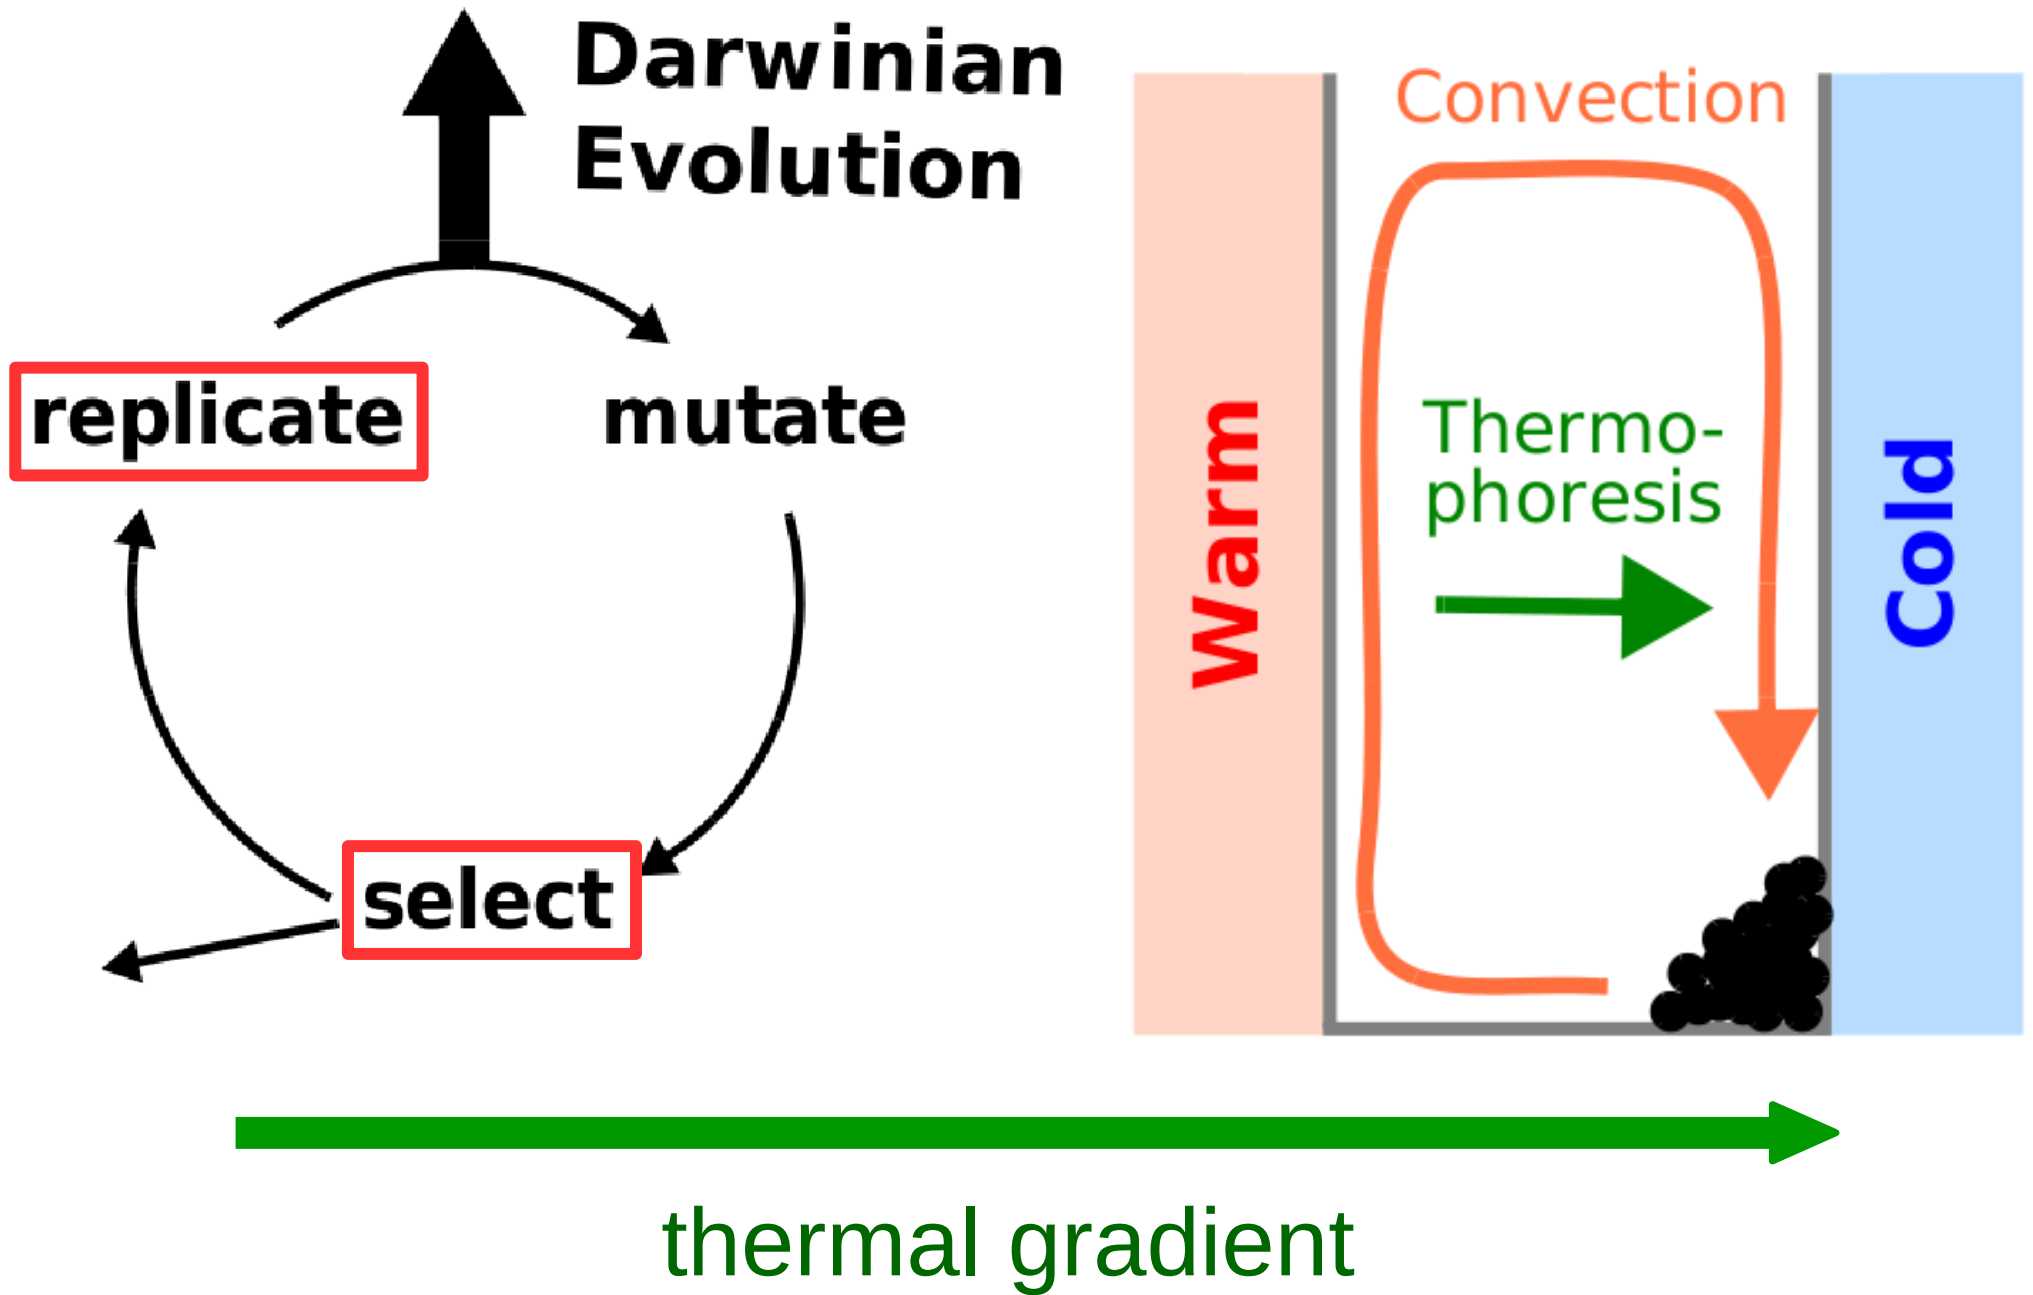 Darwinian
Evolution
replicate
mutate
select
Convection
Thermo-
phoresis
Warm
Cold
thermal gradient